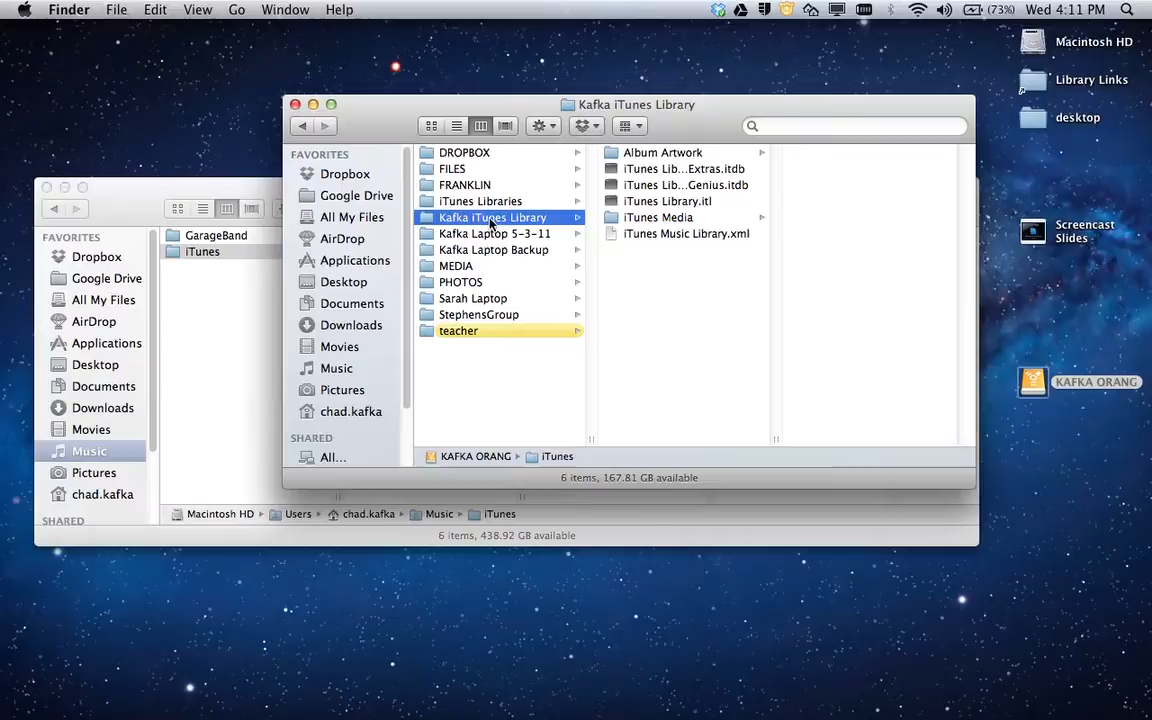 Finder File Edit View Go Window Help (73%) Wed 4:11 PM
Macintosh HD
Library Links
desktop
Screencast
Slides
KAFKA ORANG
Kafka iTunes Library
FAVORITES
Dropbox
Google Drive
All My Files
AirDrop
Applications
Desktop
Documents
Downloads
Movies
Music
Pictures
chad.kafka
SHARED
All...
DROPBOX
FILES
FRANKLIN
iTunes Libraries
Kafka iTunes Library
Kafka Laptop 5-3-11
Kafka Laptop Backup
MEDIA
PHOTOS
Sarah Laptop
StephensGroup
teacher
Album Artwork
iTunes Lib...Extras.itdb
iTunes Lib...Genius.itdb
iTunes Library.itl
iTunes Media
iTunes Music Library.xml
KAFKA ORANG iTunes
6 items, 167.81 GB available
FAVORITES
Dropbox
Google Drive
All My Files
AirDrop
Applications
Desktop
Documents
Downloads
Movies
Music
Pictures
chad.kafka
SHARED
GarageBand
iTunes
Macintosh HD Users chad.kafka Music iTunes
6 items, 438.92 GB available